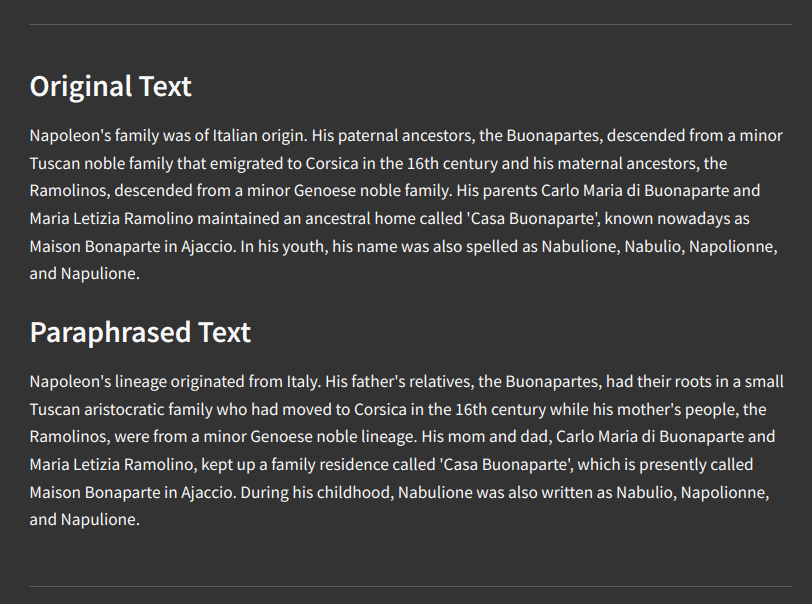 Original Text
Napoleon's family was of Italian origin. His paternal ancestors, the Buonapartes, descended from a minor
Tuscan noble family that emigrated to Corsica in the 16th century and his maternal ancestors, the
Ramolinos, descended from a minor Genoese noble family. His parents Carlo Maria di Buonaparte and
Maria Letizia Ramolino maintained an ancestral home called 'Casa Buonaparte', known nowadays as
Maison Bonaparte in Ajaccio. In his youth, his name was also spelled as Nabulione, Nabulio, Napolionne,
and Napulione.
Paraphrased Text
Napoleon's lineage originated from Italy. His father's relatives, the Buonapartes, had their roots in a small
Tuscan aristocratic family who had moved to Corsica in the 16th century while his mother's people, the
Ramolinos, were from a minor Genoese noble lineage. His mom and dad, Carlo Maria di Buonaparte and
Maria Letizia Ramolino, kept up a family residence called 'Casa Buonaparte', which is presently called
Maison Bonaparte in Ajaccio. During his childhood, Nabulione was also written as Nabulio, Napolionne,
and Napulione.